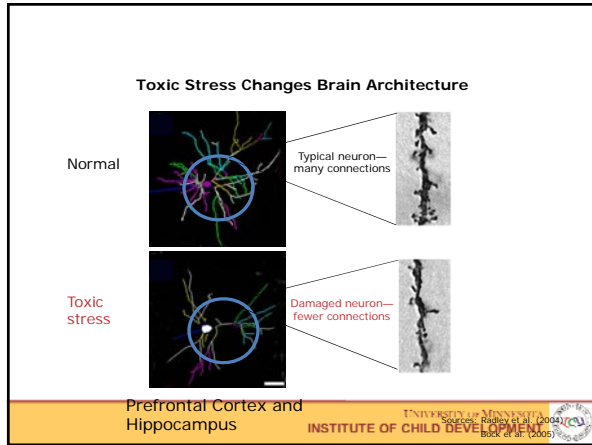 Toxic Stress Changes Brain Architecture
Normal
Typical neuron—
many connections
Toxic
stress
Damaged neuron—
fewer connections
Prefrontal Cortex and
Hippocampus
UNIVERSITY OF MINNESOTA
INSTITUTE OF CHILD DEVELOPMENT
Sources: Radley et al. (2004)
Bock et al. (2005)